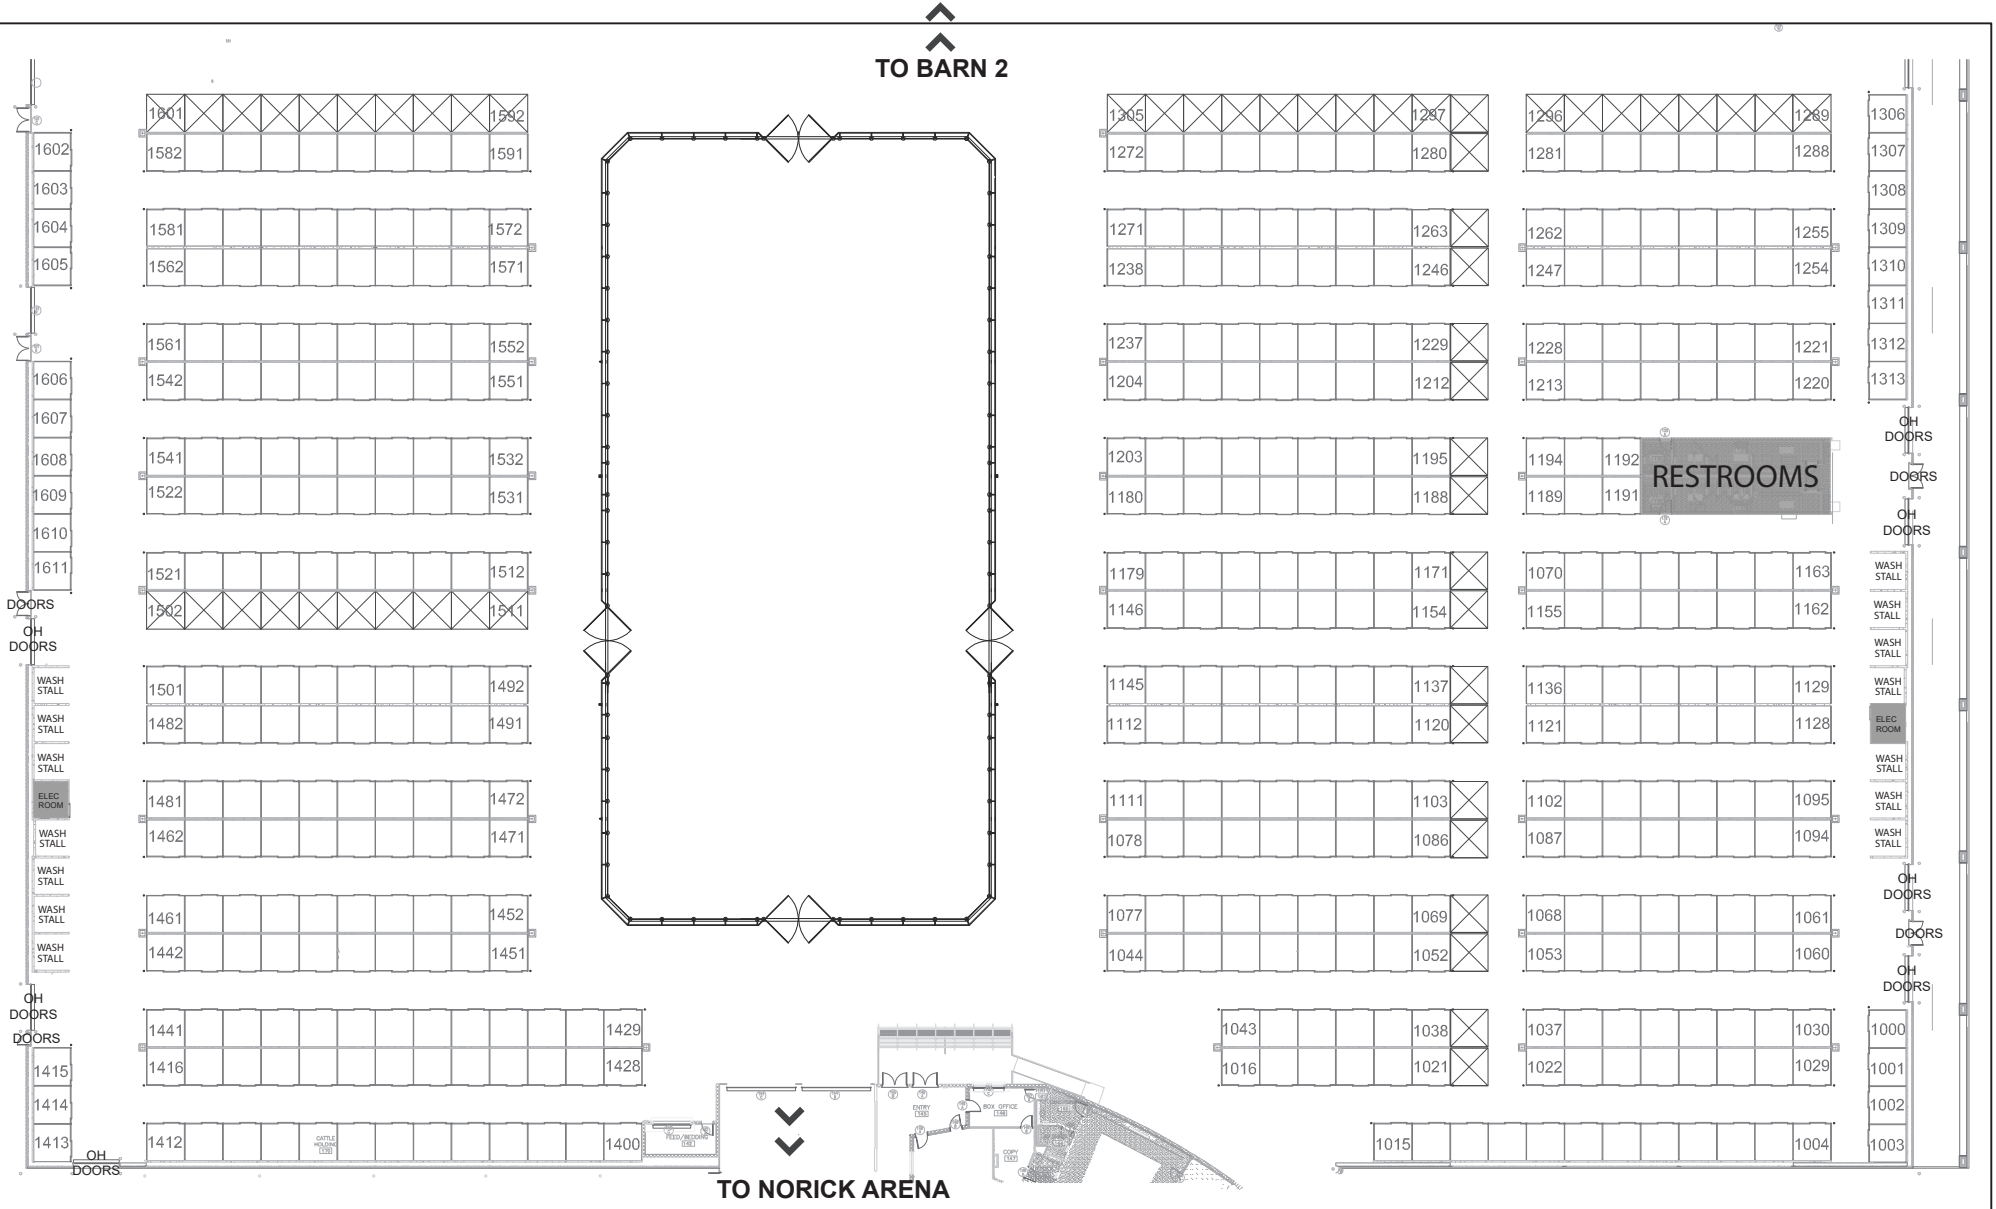 TO BARN 2
1601 1592 1305 1297 1296 1289 1306
1602 1582 1591 1272 1280 1281 1288 1307
1603 1308
1604 1581 1572 1271 1263 1262 1255 1309
1605 1562 1571 1238 1246 1247 1254 1310
1311
1561 1552 1237 1229 1228 1221 1312
1606 1542 1551 1204 1212 1213 1220 1313
1607
OH
DOORS
1608 1541 1532 1203 1195 1194 1192
RESTROOMS
DOORS
1609 1522 1531 1180 1188 1189 1191
1610
OH
DOORS
1611 1521 1512 1179 1171 1070 1163
WASH
STALL
DOORS 1502 1511 1146 1154 1155 1162
WASH
STALL
OH
DOORS
WASH
STALL
WASH
STALL
1501 1492 1145 1137 1136 1129
WASH
STALL
WASH
STALL
1482 1491 1112 1120 1121 1128
ELEC
ROOM
WASH
STALL
WASH
STALL
ELEC
ROOM
1481 1472 1111 1103 1102 1095
WASH
STALL
WASH
STALL
1462 1471 1078 1086 1087 1094
WASH
STALL
WASH
STALL
OH
DOORS
WASH
STALL
1461 1452 1077 1069 1068 1061
DOORS
WASH
STALL
1442 1451 1044 1052 1053 1060
OH
DOORS
OH
DOORS
DOORS
1441 1429 1043 1038 1037 1030 1000
1415 1416 1428 1016 1021 1022 1029 1001
1414 1002
ENTRY
BOX OFFICE
1413 1412
CATTLE
HOLDING
1400
FEED/BEDDING
1015 1004 1003
COPY
OH
DOORS
TO NORICK ARENA